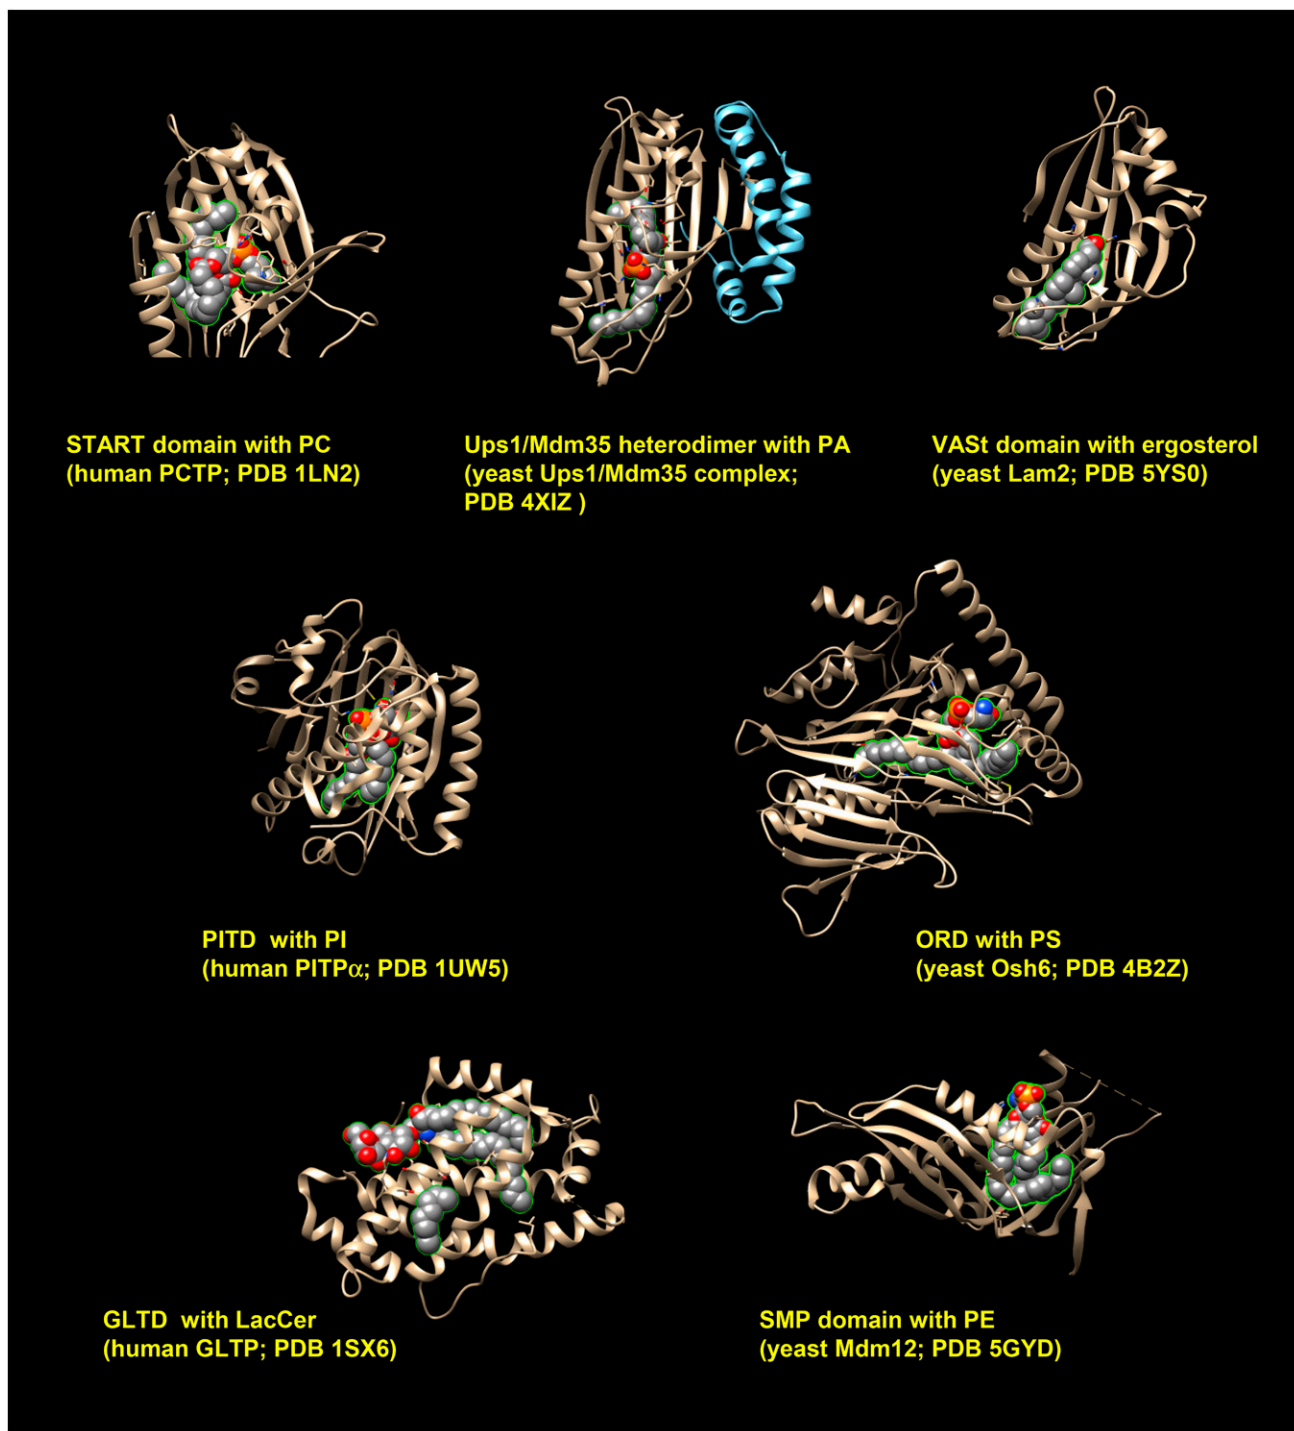 START domain with PC
(human PCTP; PDB 1LN2)
Ups1/Mdm35 heterodimer with PA
(yeast Ups1/Mdm35 complex;
PDB 4XIZ )
VASt domain with ergosterol
(yeast Lam2; PDB 5YS0)
PITD  with PI
(human PITPα; PDB 1UW5)
ORD with PS
(yeast Osh6; PDB 4B2Z)
GLTD  with LacCer
(human GLTP; PDB 1SX6)
SMP domain with PE
(yeast Mdm12; PDB 5GYD)